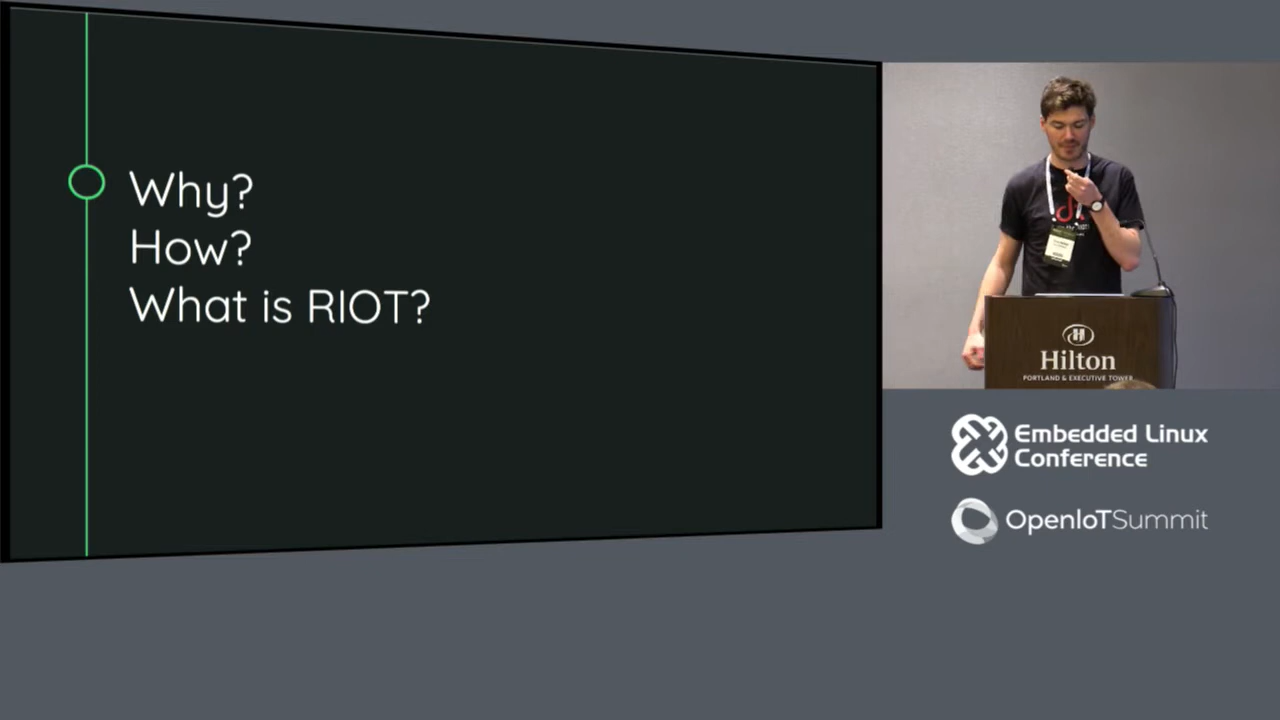 Why?
How?
What is RIOT?
Hilton
PORTLAND & EXECUTIVE TOWER
Embedded Linux
Conference
OpenIoTSummit